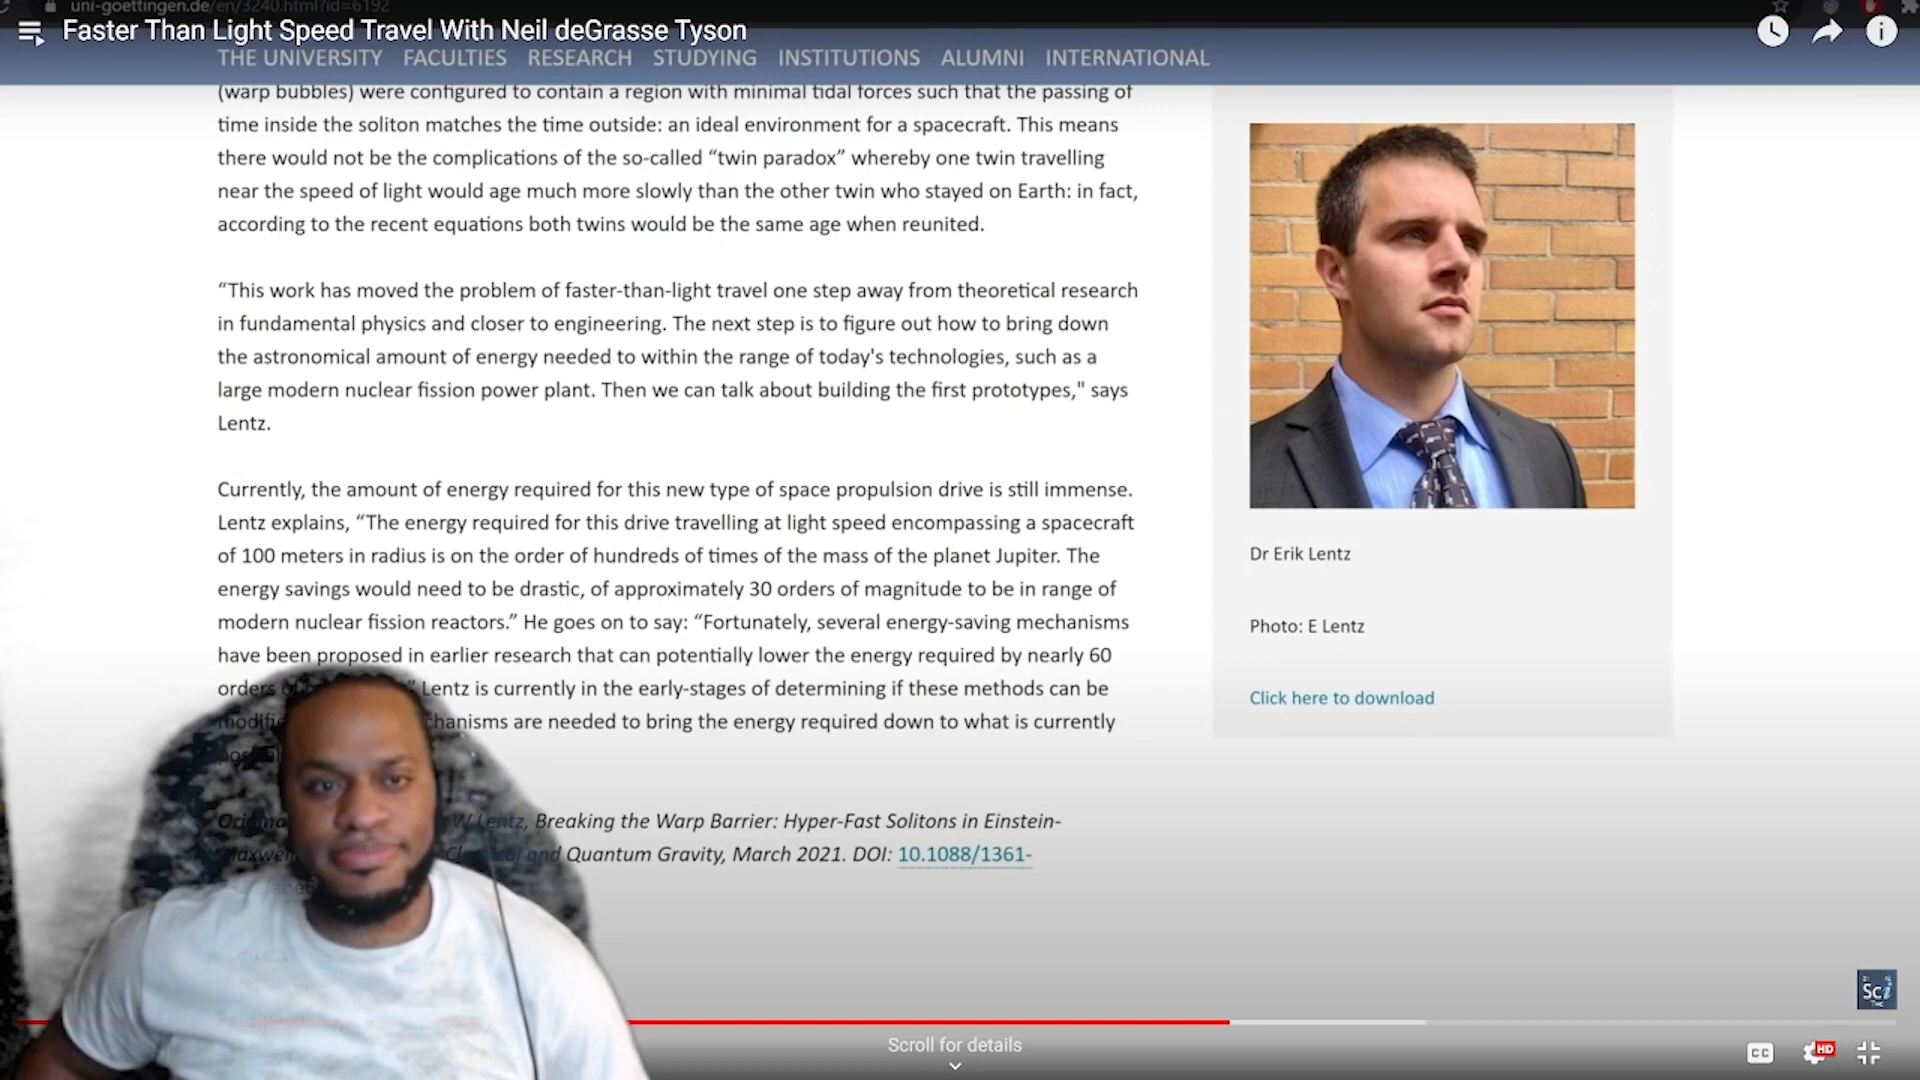 uni-goettingen.de/en/3240.html?id=6192
Faster Than Light Speed Travel With Neil deGrasse Tyson
THE UNIVERSITY FACULTIES RESEARCH STUDYING INSTITUTIONS ALUMNI INTERNATIONAL
(warp bubbles) were configured to contain a region with minimal tidal forces such that the passing of
time inside the soliton matches the time outside: an ideal environment for a spacecraft. This means
there would not be the complications of the so-called “twin paradox” whereby one twin travelling
near the speed of light would age much more slowly than the other twin who stayed on Earth: in fact,
according to the recent equations both twins would be the same age when reunited.
“This work has moved the problem of faster-than-light travel one step away from theoretical research
in fundamental physics and closer to engineering. The next step is to figure out how to bring down
the astronomical amount of energy needed to within the range of today's technologies, such as a
large modern nuclear fission power plant. Then we can talk about building the first prototypes," says
Lentz.
Currently, the amount of energy required for this new type of space propulsion drive is still immense.
Lentz explains, “The energy required for this drive travelling at light speed encompassing a spacecraft
of 100 meters in radius is on the order of hundreds of times of the mass of the planet Jupiter. The
energy savings would need to be drastic, of approximately 30 orders of magnitude to be in range of
modern nuclear fission reactors.” He goes on to say: “Fortunately, several energy-saving mechanisms
have been proposed in earlier research that can potentially lower the energy required by nearly 60
orders Lentz is currently in the early-stages of determining if these methods can be
are needed to bring the energy required down to what is currently
W Lentz, Breaking the Warp Barrier: Hyper-Fast Solitons in Einstein-
and Quantum Gravity, March 2021. DOI: 10.1088/1361-
Dr Erik Lentz
Photo: E Lentz
Click here to download
Sci
Scroll for details
CC
HD